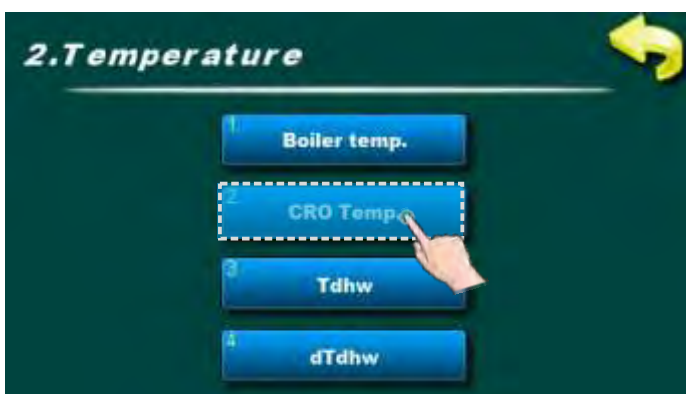 2.Temperature
1
Boiler temp.
2
CRO Temp.
3
Tdhw
4
dTdhw